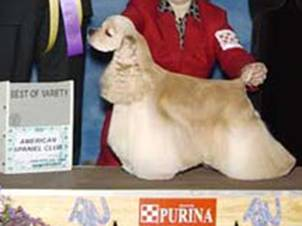 BEST OF VARIETY
AMERICAN
SPANIEL CLUB
PURINA